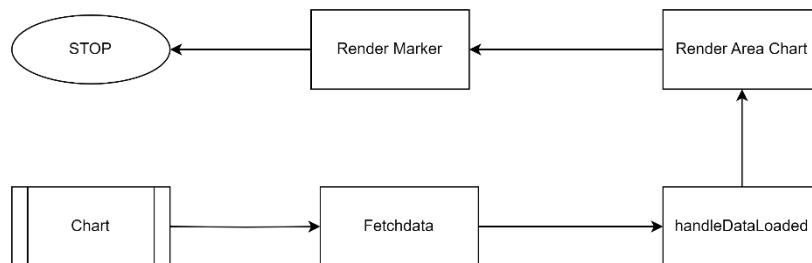 STOP
Render Marker
Render Area Chart
Chart
Fetchdata
handleDataLoaded